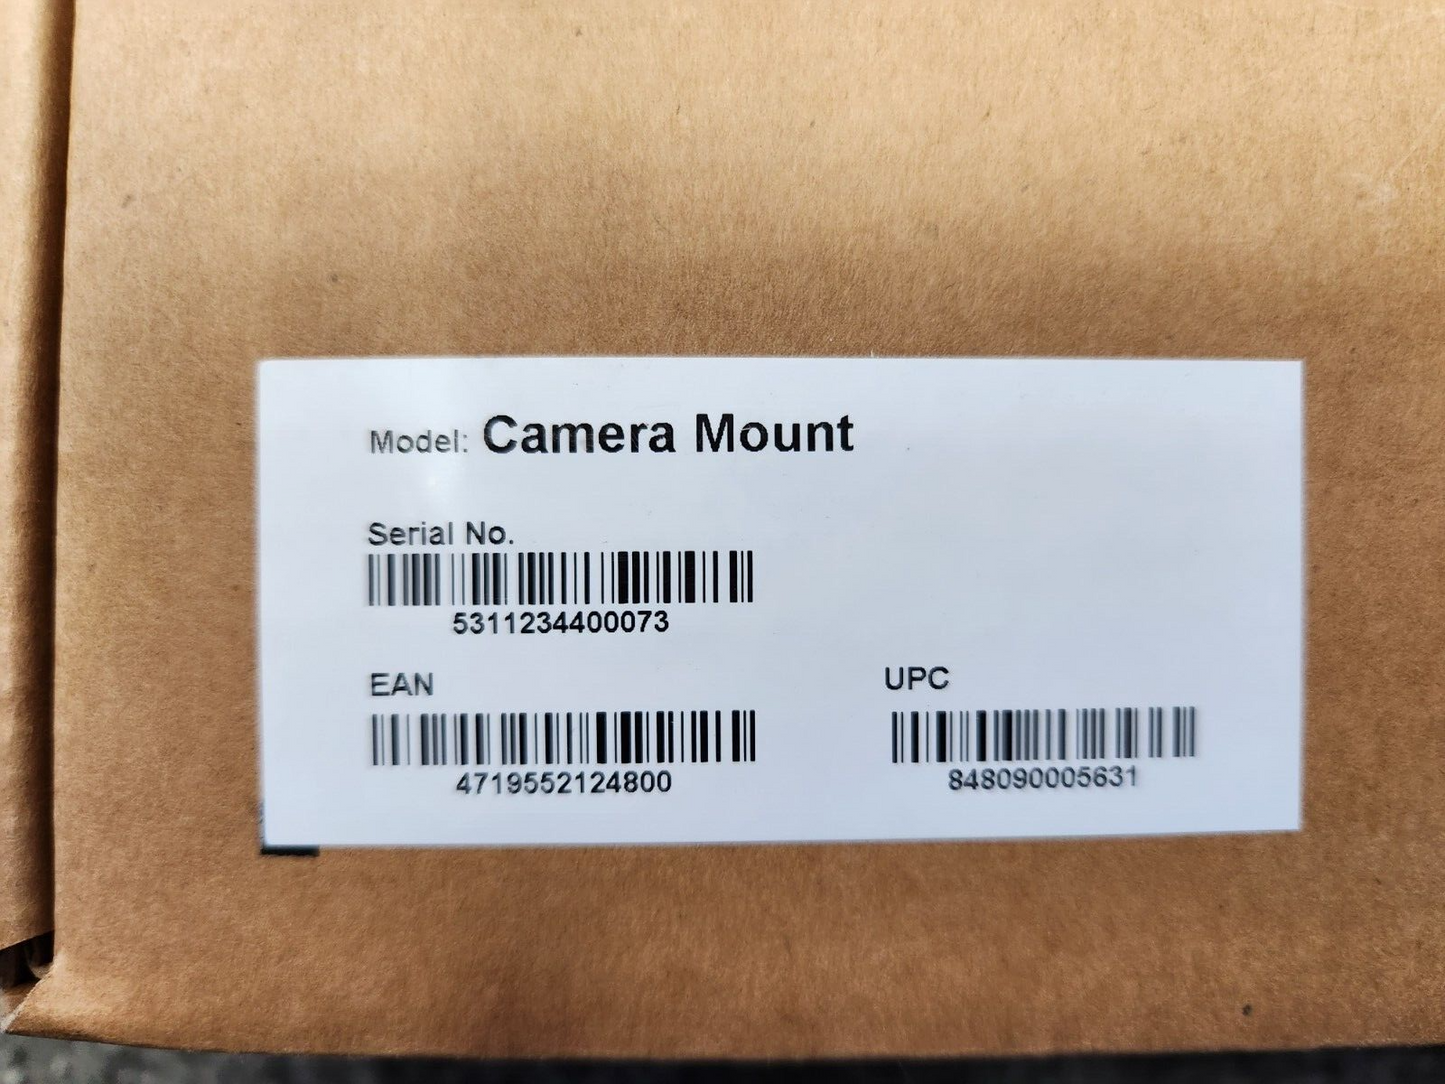 Model: Camera Mount
Serial No.
5311234400073
EAN
4719552124800
UPC
848090005631